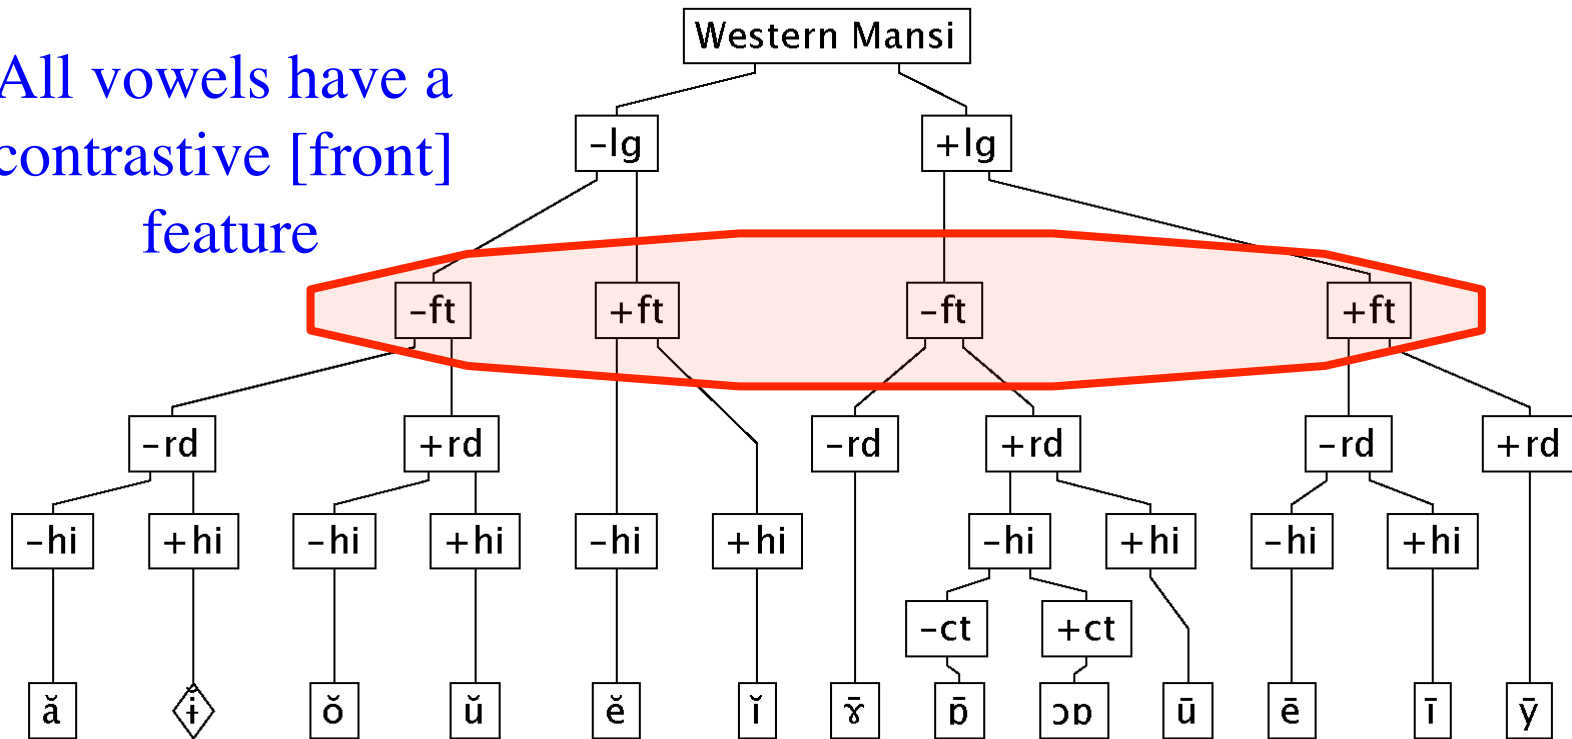 Western Mansi
All vowels have a
contrastive [front]
feature
–lg +lg
–ft +ft –ft +ft
–rd +rd –rd +rd –rd +rd
–hi +hi –hi +hi –hi +hi –hi +hi –hi +hi
–ct +ct
ă ɨ̆ ŏ ŭ ĕ ĭ ɤ̄ ɒ̄ ɔɒ ū ē ī ȳ